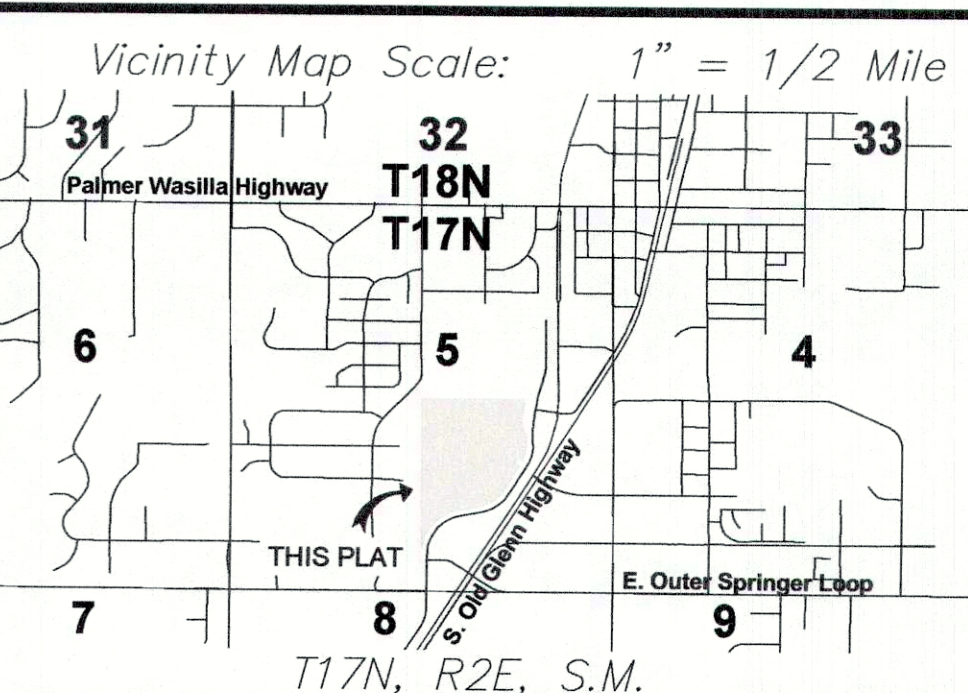 Vicinity Map Scale: 1" = 1/2 Mile
31 32 33
Palmer Wasilla Highway T18N
T17N
6 5 4
THIS PLAT
S. Old Glenn Highway
E. Outer Springer Loop
7 8 9
T17N, R2E, S.M.